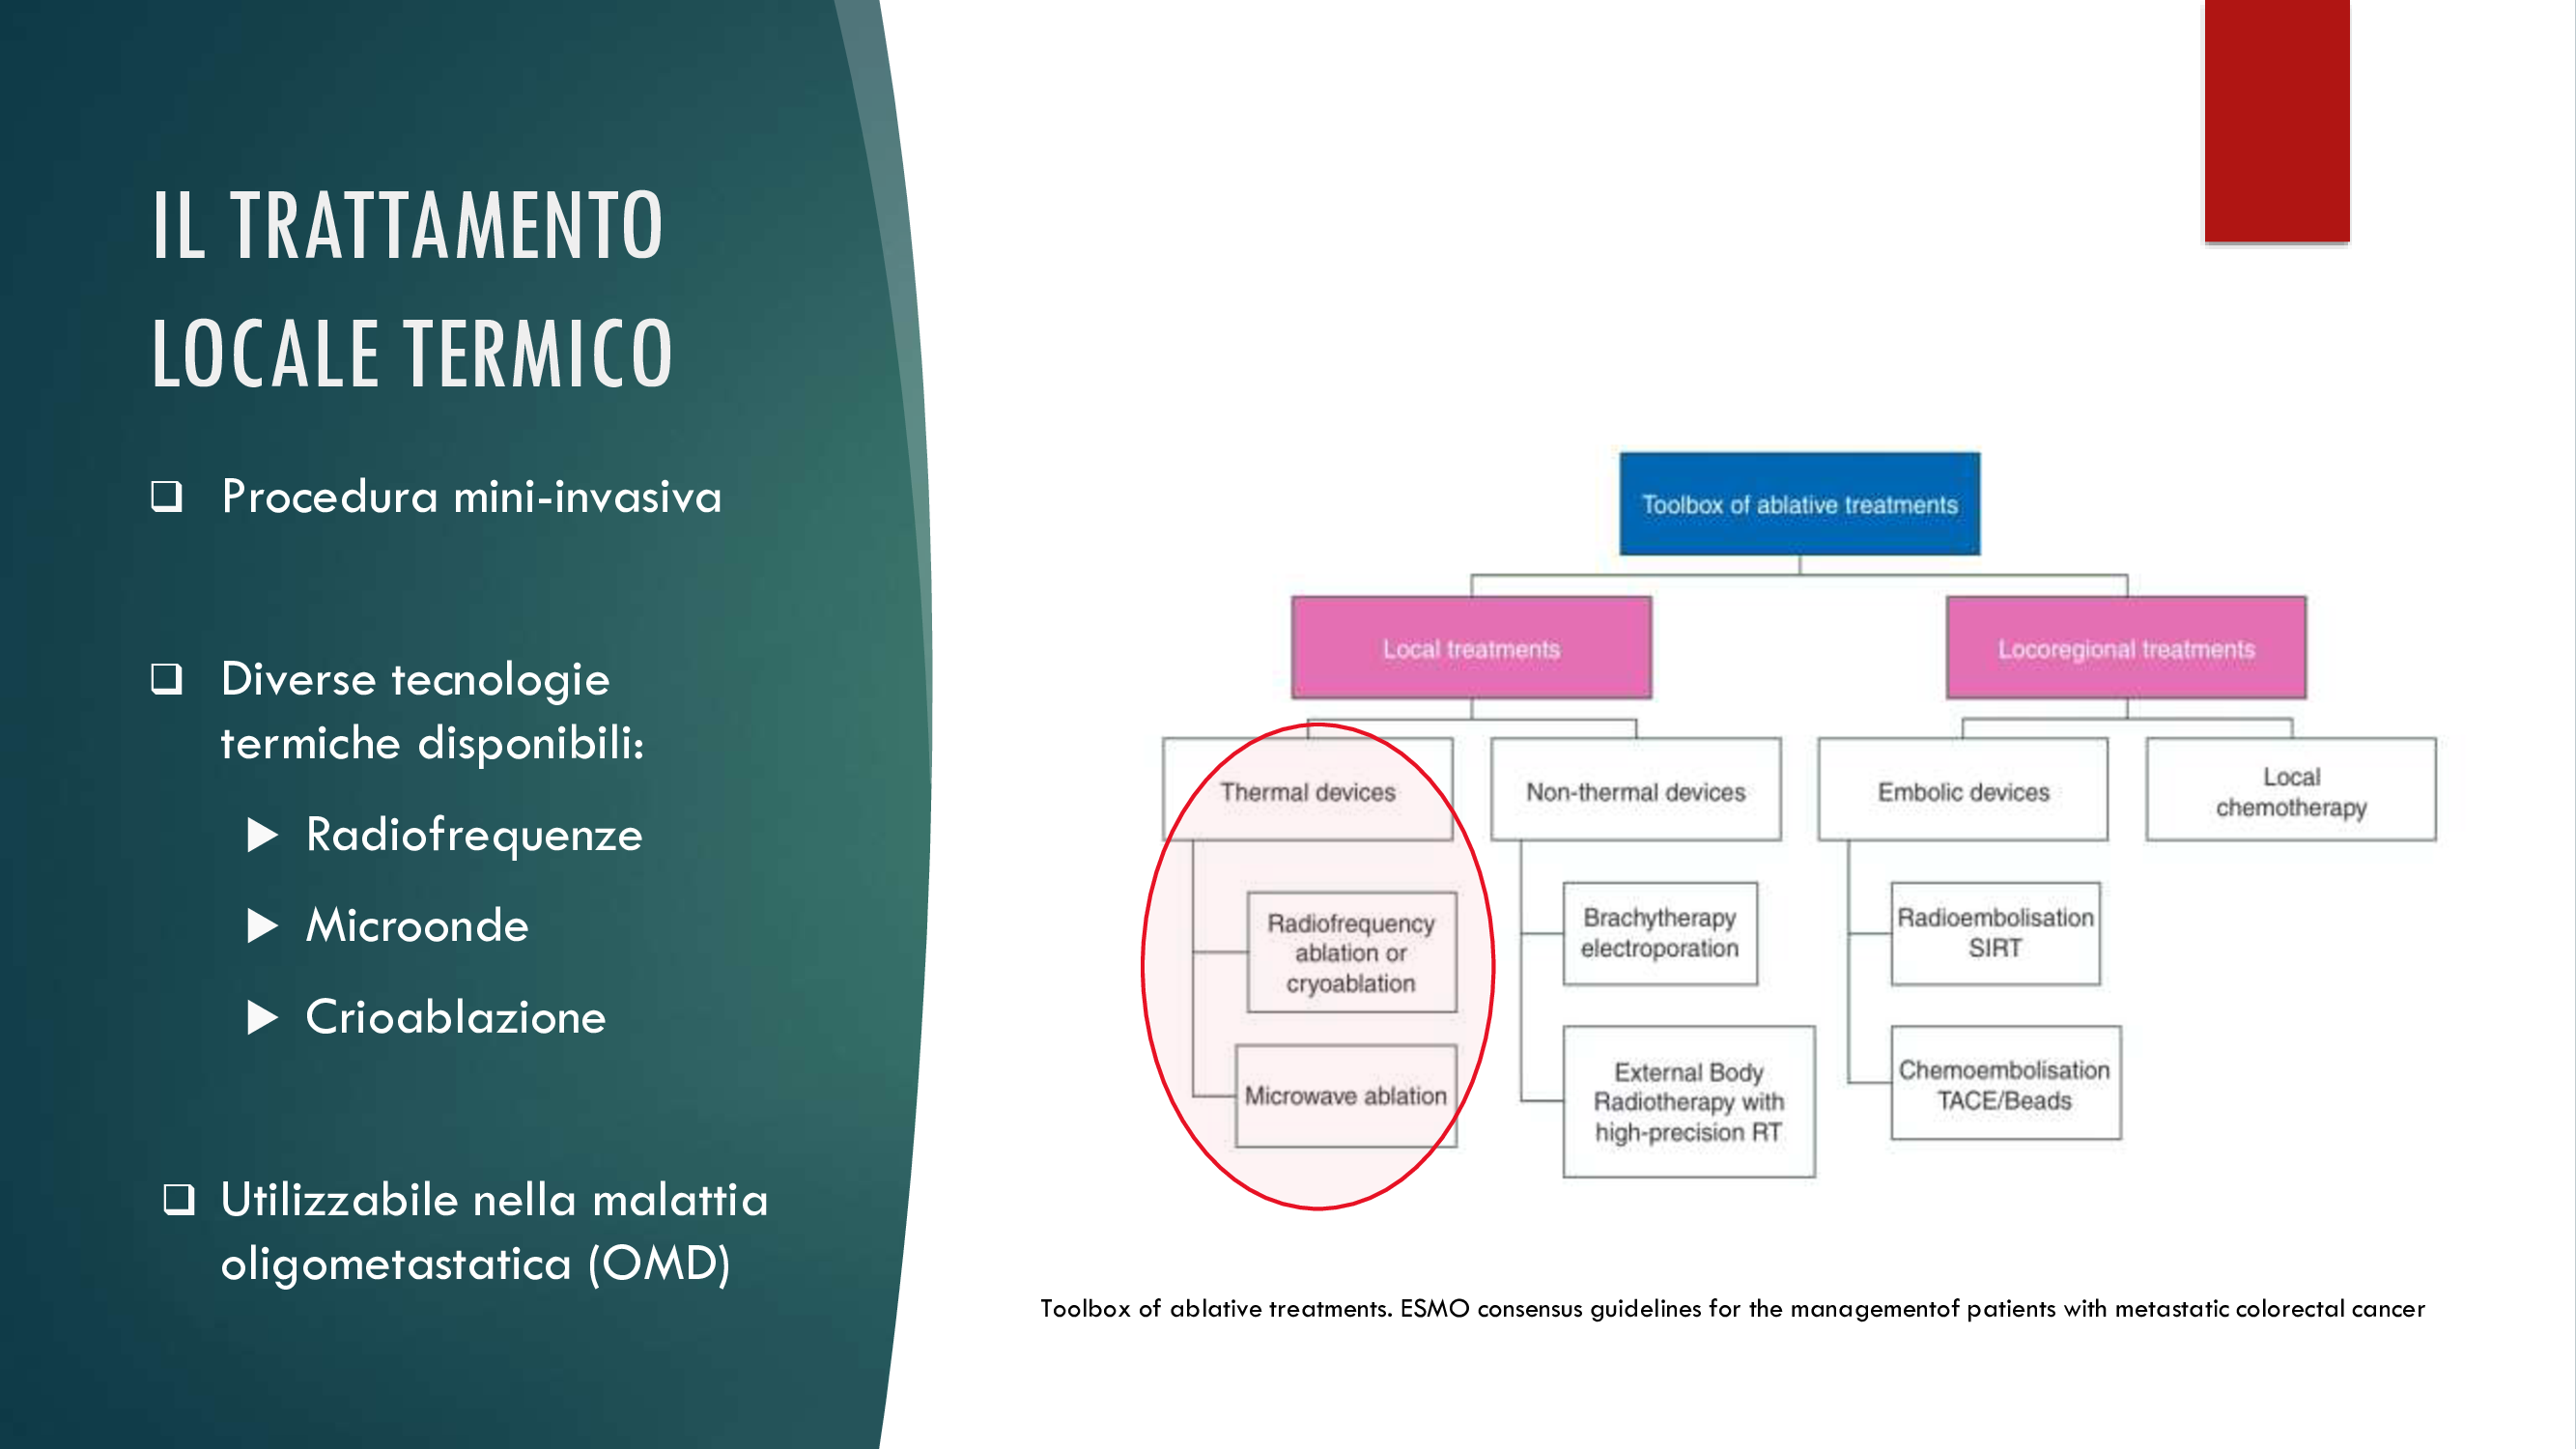 IL TRATTAMENTO
LOCALE TERMICO
Procedura mini-invasiva
Diverse tecnologie
termiche disponibili:
Radiofrequenze
Microonde
Crioablazione
Utilizzabile nella malattia
oligometastatica (OMD)
Toolbox of ablative treatments
Local treatments
Locoregional treatments
Thermal devices
Non-thermal devices
Embolic devices
Local
chemotherapy
Radiofrequency
ablation or
cryoablation
Microwave ablation
Brachytherapy
electroporation
External Body
Radiotherapy with
high-precision RT
Radioembolisation
SIRT
Chemoembolisation
TACE/Beads
Toolbox of ablative treatments. ESMO consensus guidelines for the managementof patients with metastatic colorectal cancer